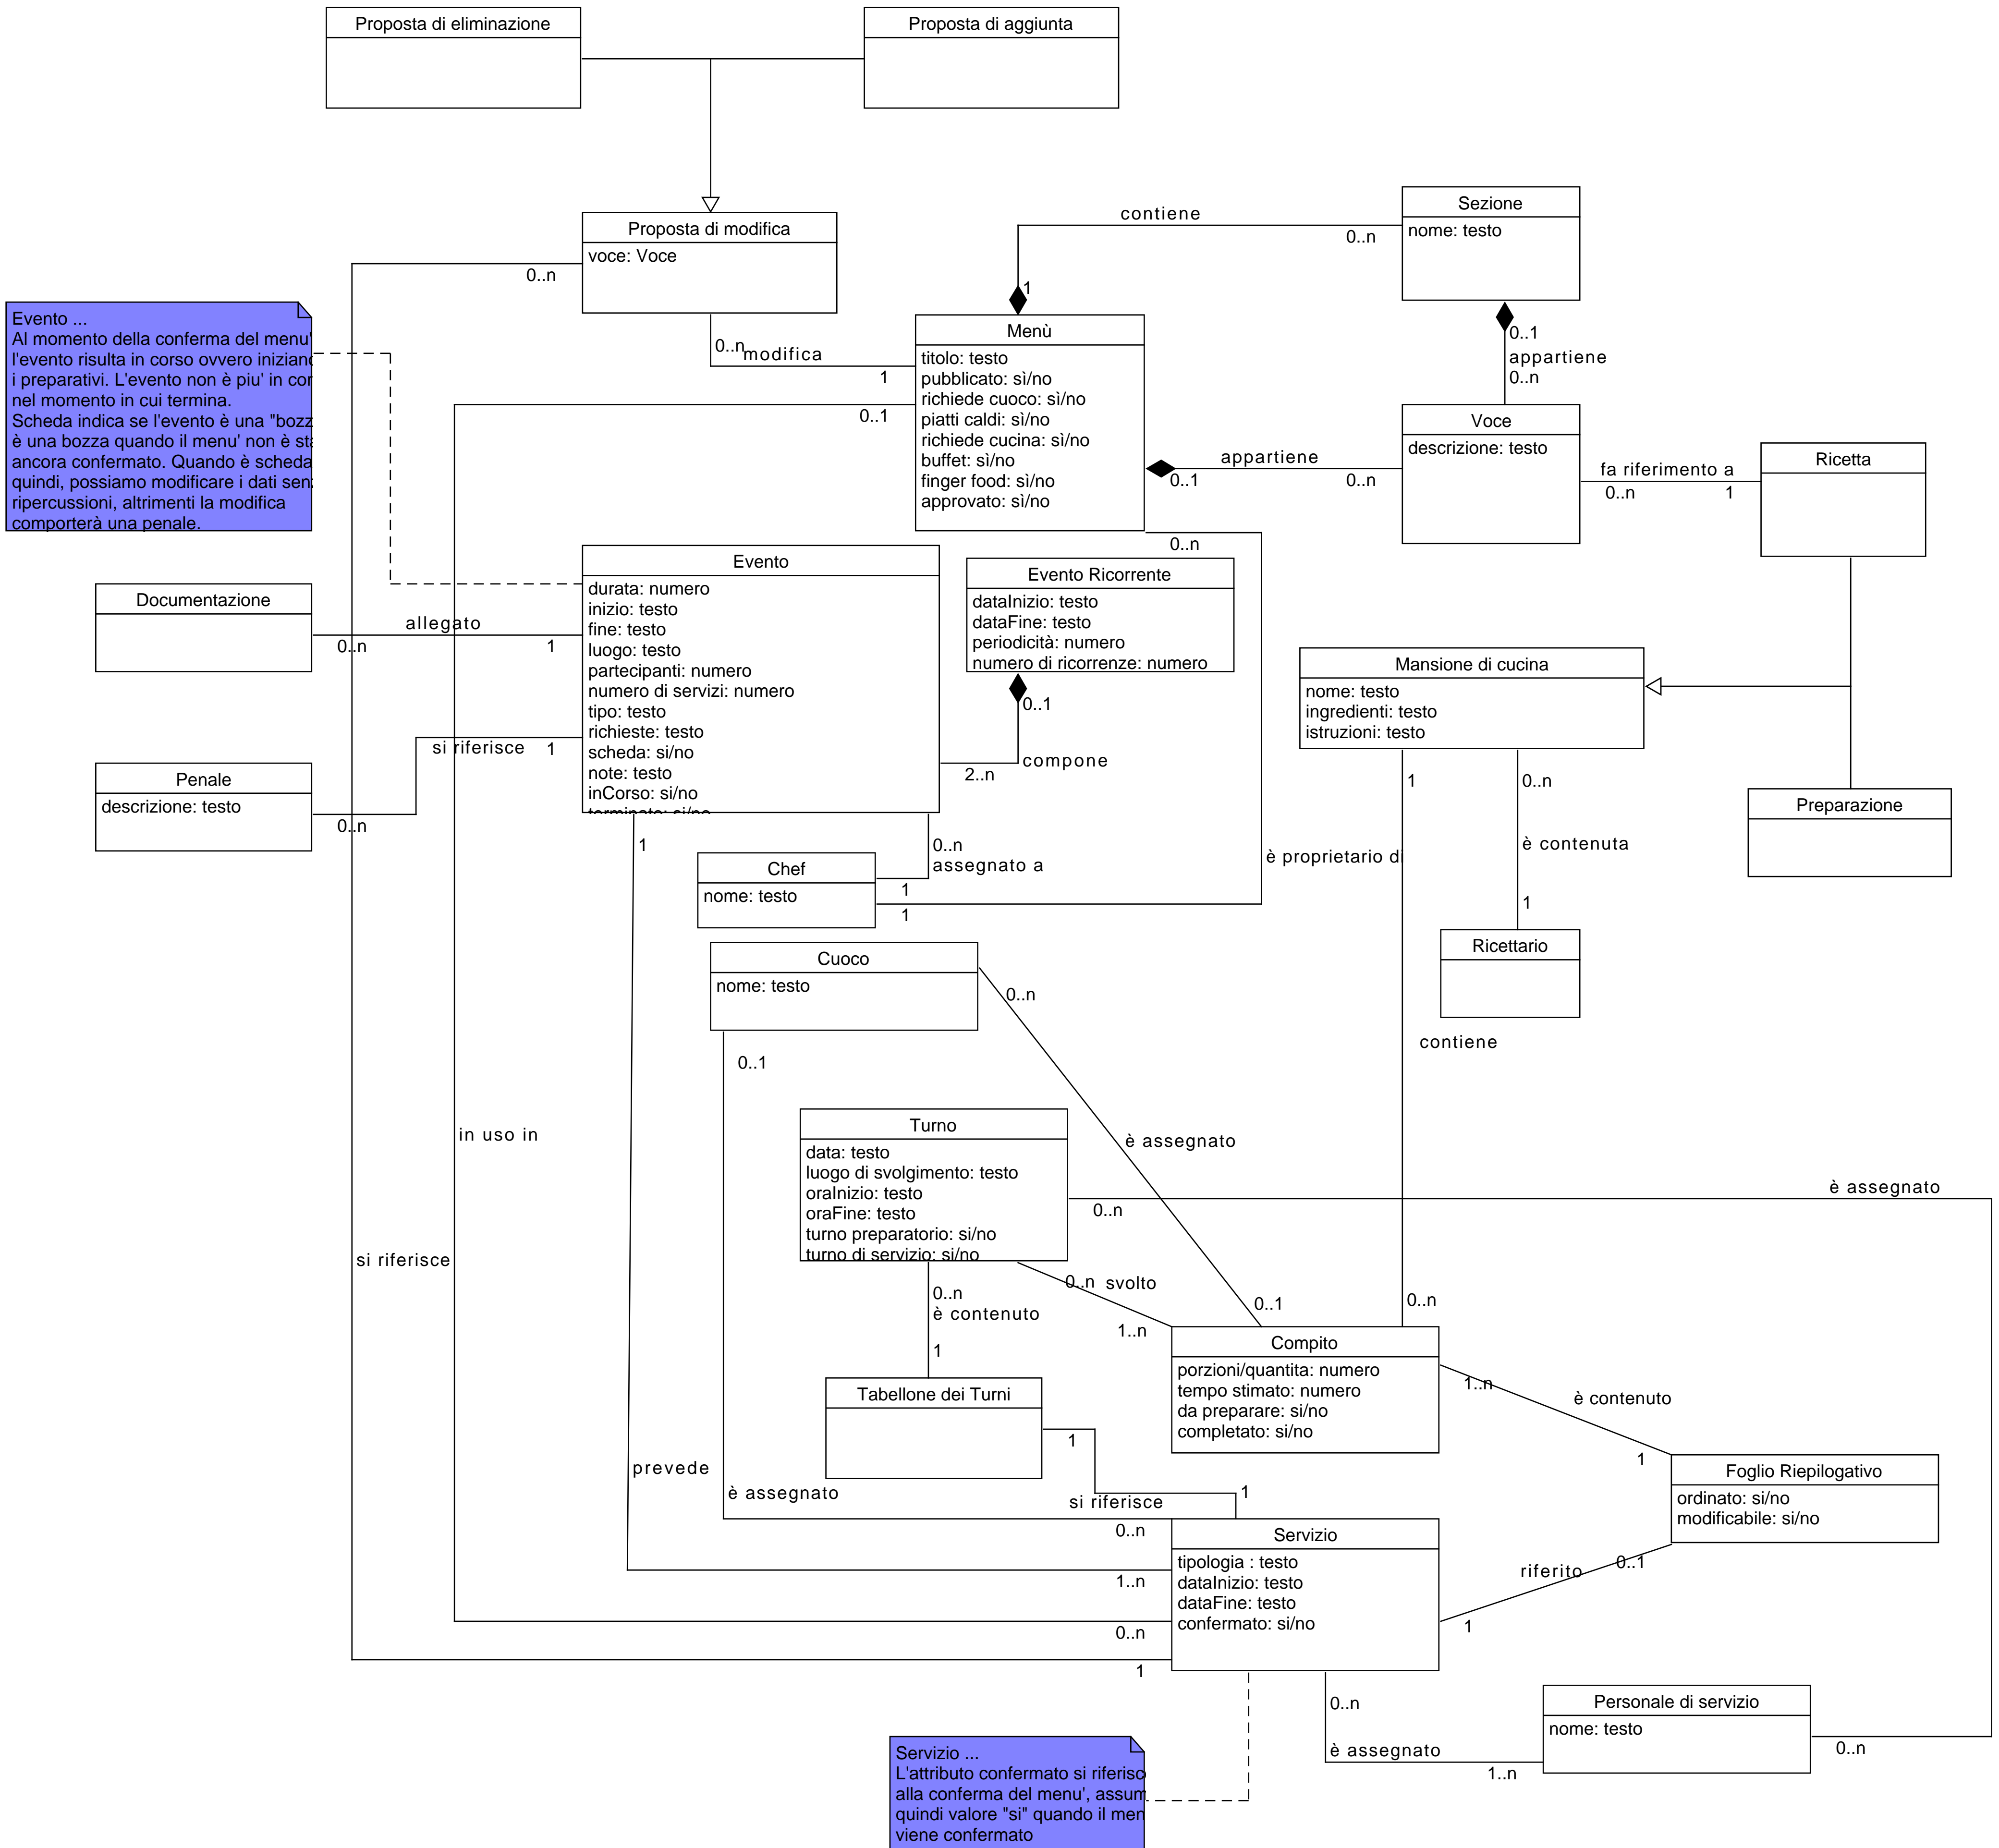 Proposta di eliminazione
Proposta di aggiunta
Proposta di modifica
voce: Voce
0..n
0..n
modifica
1
contiene
0..n
1
Sezione
nome: testo
0..1
appartiene
0..n
Evento ...
Al momento della conferma del menu'
l'evento risulta in corso ovvero iniziano
i preparativi. L'evento non è piu' in cor
nel momento in cui termina.
Scheda indica se l'evento è una "bozz
è una bozza quando il menu' non è sta
ancora confermato. Quando è scheda
quindi, possiamo modificare i dati senz
ripercussioni, altrimenti la modifica
comporterà una penale.
Menù
titolo: testo
pubblicato: sì/no
richiede cuoco: sì/no
piatti caldi: sì/no
richiede cucina: sì/no
buffet: sì/no
finger food: sì/no
approvato: sì/no
0..1
appartiene
0..1
0..n
0..n
Voce
descrizione: testo
fa riferimento a
0..n
1
Ricetta
Evento
durata: numero
inizio: testo
fine: testo
luogo: testo
partecipanti: numero
numero di servizi: numero
tipo: testo
richieste: testo
scheda: si/no
note: testo
inCorso: si/no
terminato: si/no
Evento Ricorrente
dataInizio: testo
dataFine: testo
periodicità: numero
numero di ricorrenze: numero
0..1
compone
2..n
Documentazione
allegato
0..n
1
Penale
descrizione: testo
si riferisce
1
0..n
Mansione di cucina
nome: testo
ingredienti: testo
istruzioni: testo
1
0..n
è contenuta
1
Preparazione
Ricettario
1
0..n
assegnato a
1
1
è proprietario di
Chef
nome: testo
Cuoco
nome: testo
0..n
0..1
contiene
è assegnato
in uso in
si riferisce
Turno
data: testo
luogo di svolgimento: testo
oraInizio: testo
oraFine: testo
turno preparatorio: si/no
turno di servizio: si/no
è assegnato
0..n
0..n
svolto
1..n
0..1
0..n
0..n
è contenuto
1
Compito
porzioni/quantita: numero
tempo stimato: numero
da preparare: si/no
completato: si/no
1..n
è contenuto
1
Tabellone dei Turni
1
si riferisce
1
prevede
è assegnato
0..n
1..n
0..n
1
Foglio Riepilogativo
ordinato: si/no
modificabile: si/no
0..1
riferito
1
Servizio
tipologia : testo
dataInizio: testo
dataFine: testo
confermato: si/no
0..n
è assegnato
1..n
Personale di servizio
nome: testo
0..n
Servizio ...
L'attributo confermato si riferisc
alla conferma del menu', assum
quindi valore "si" quando il men
viene confermato